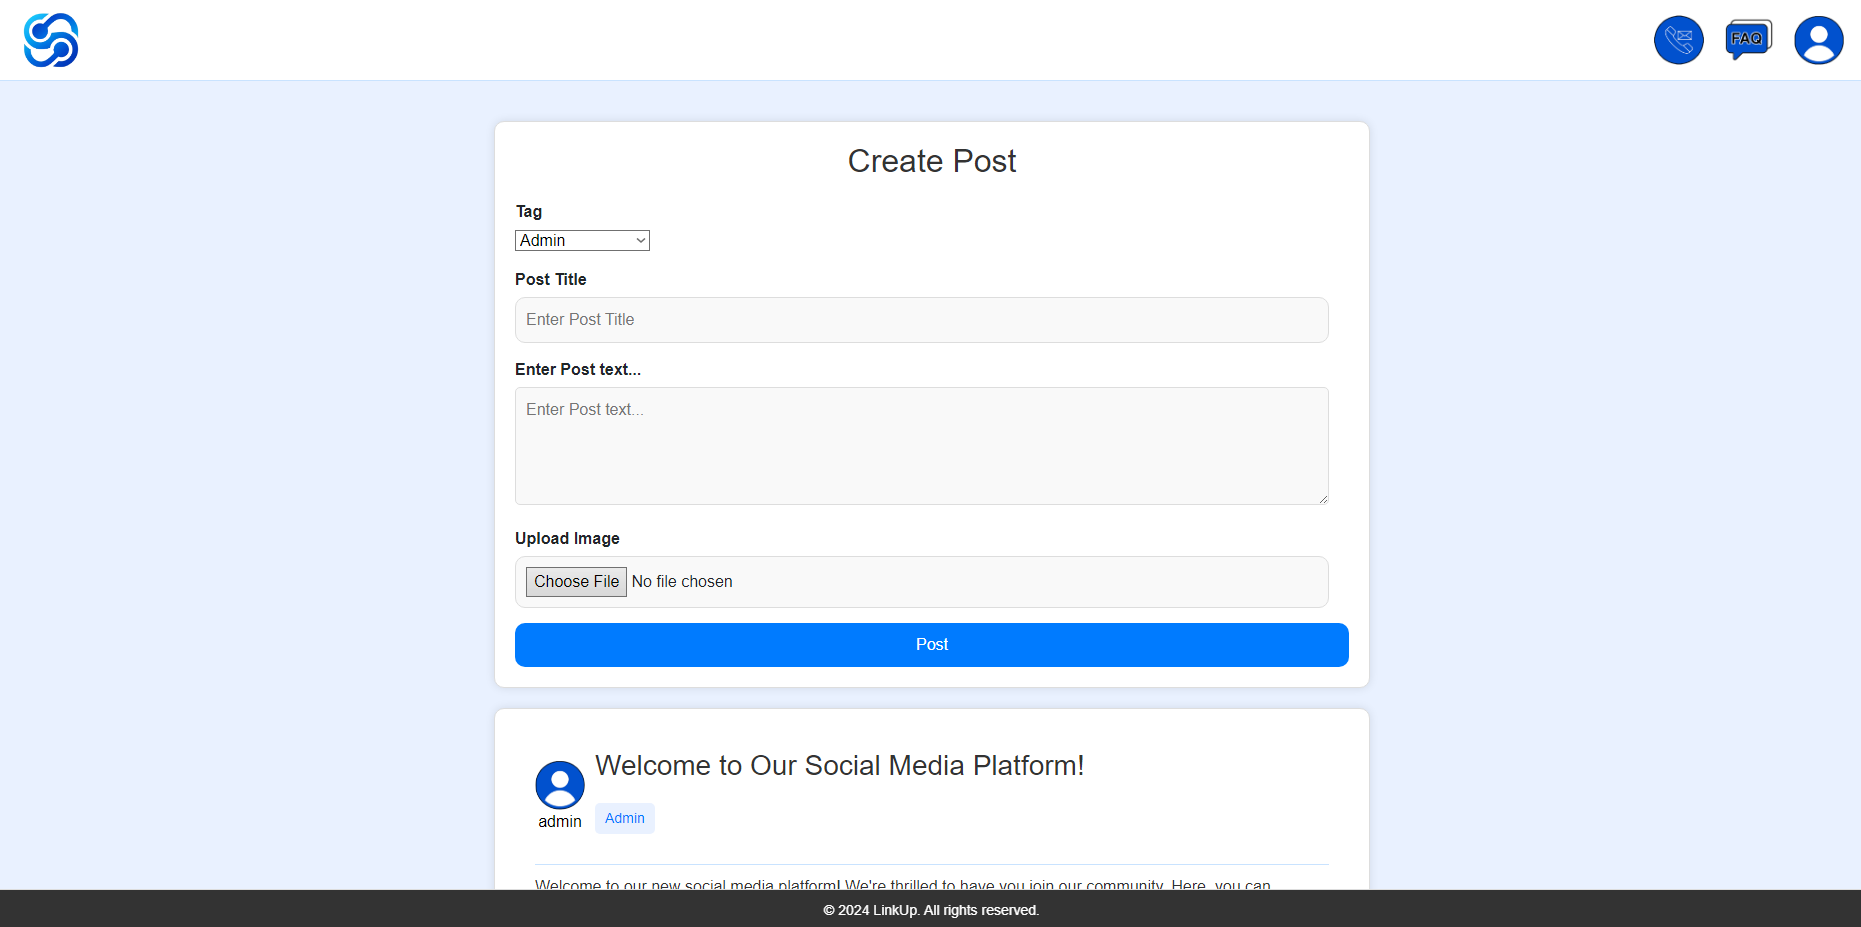 FAQ
Create Post
Tag
Admin
Post Title
Enter Post Title
Enter Post text...
Enter Post text...
Upload Image
Choose File No file chosen
Post
Welcome to Our Social Media Platform!
admin
Admin
Welcome to our new social media platform! We're thrilled to have you join our community. Here, you can
© 2024 LinkUp. All rights reserved.